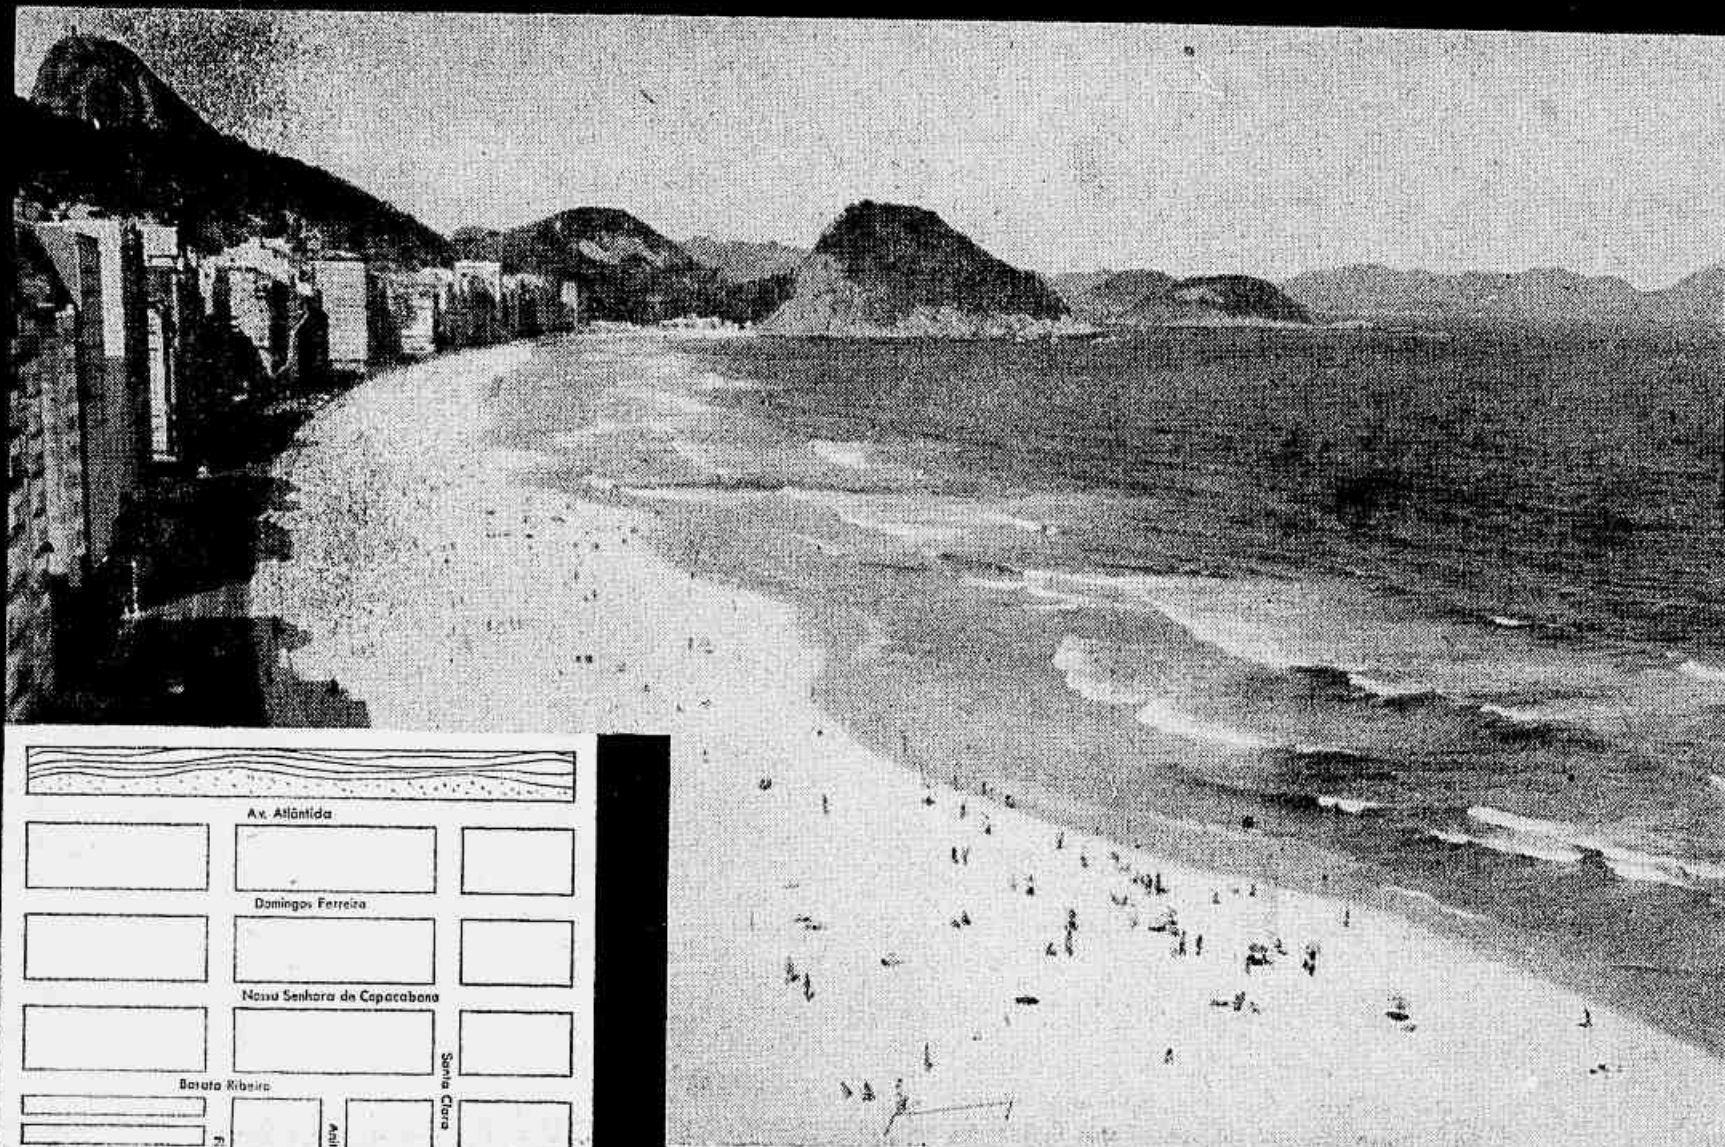 Av. Atlântida
Domingos Ferreira
Nossa Senhora de Copacabana
Barata Ribeiro
Santa Clara